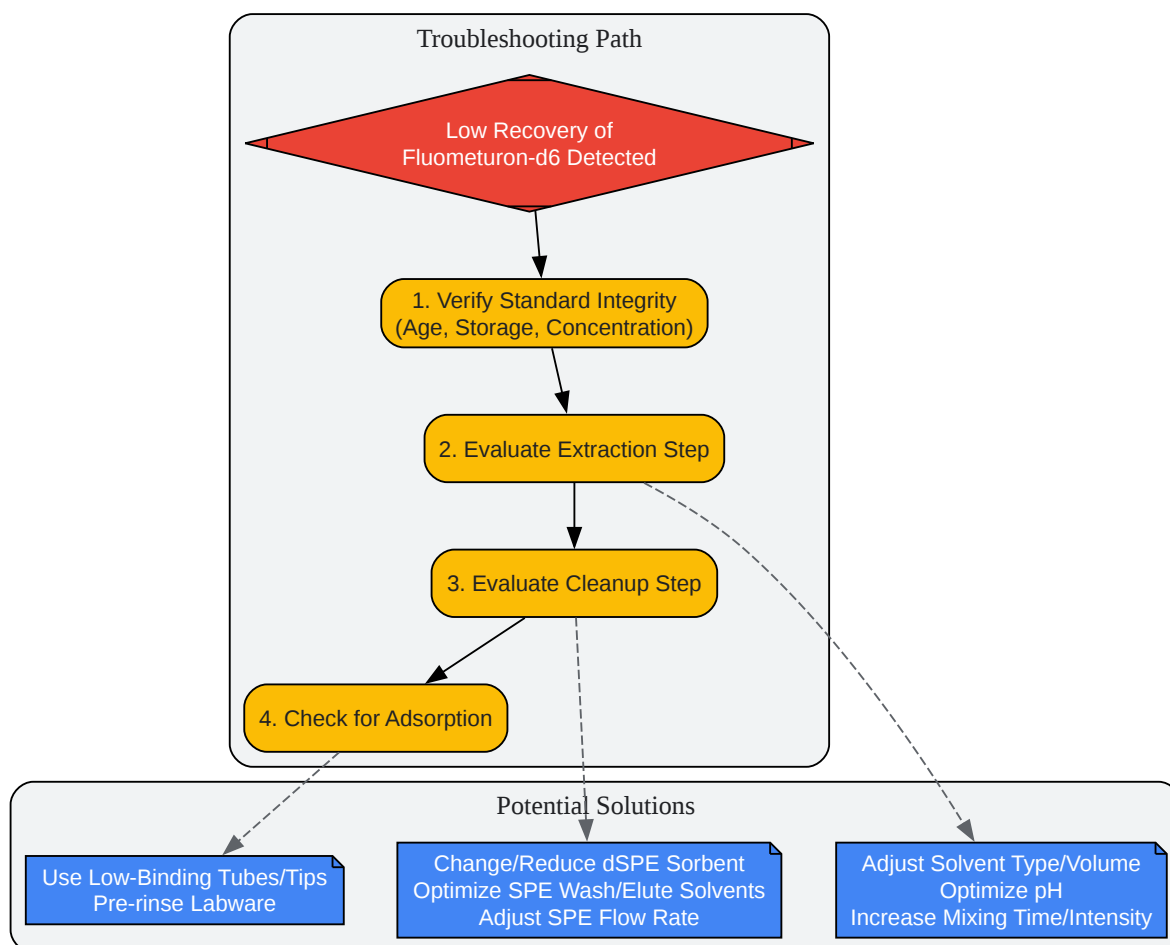 Troubleshooting Path
Low Recovery of
Fluometuron-d6 Detected
1. Verify Standard Integrity
(Age, Storage, Concentration)
2. Evaluate Extraction Step
3. Evaluate Cleanup Step
4. Check for Adsorption
Potential Solutions
Use Low-Binding Tubes/Tips
Pre-rinse Labware
Change/Reduce dSPE Sorbent
Optimize SPE Wash/Elute Solvents
Adjust SPE Flow Rate
Adjust Solvent Type/Volume
Optimize pH
Increase Mixing Time/Intensity